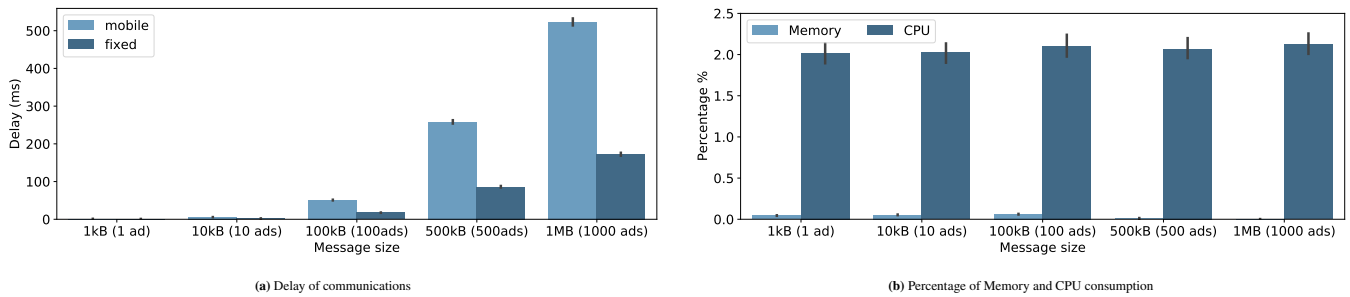 mobile
fixed
Delay (ms)
500
400
300
200
100
0
1kB (1 ad)
10kB (10 ads)
100kB (100ads)
500kB (500ads)
1MB (1000 ads)
Message size
(a) Delay of communications
Memory
CPU
Percentage %
2.5
2.0
1.5
1.0
0.5
0.0
1kB (1 ad)
10kB (10 ads)
100kB (100 ads)
500kB (500 ads)
1MB (1000 ads)
Message size
(b) Percentage of Memory and CPU consumption